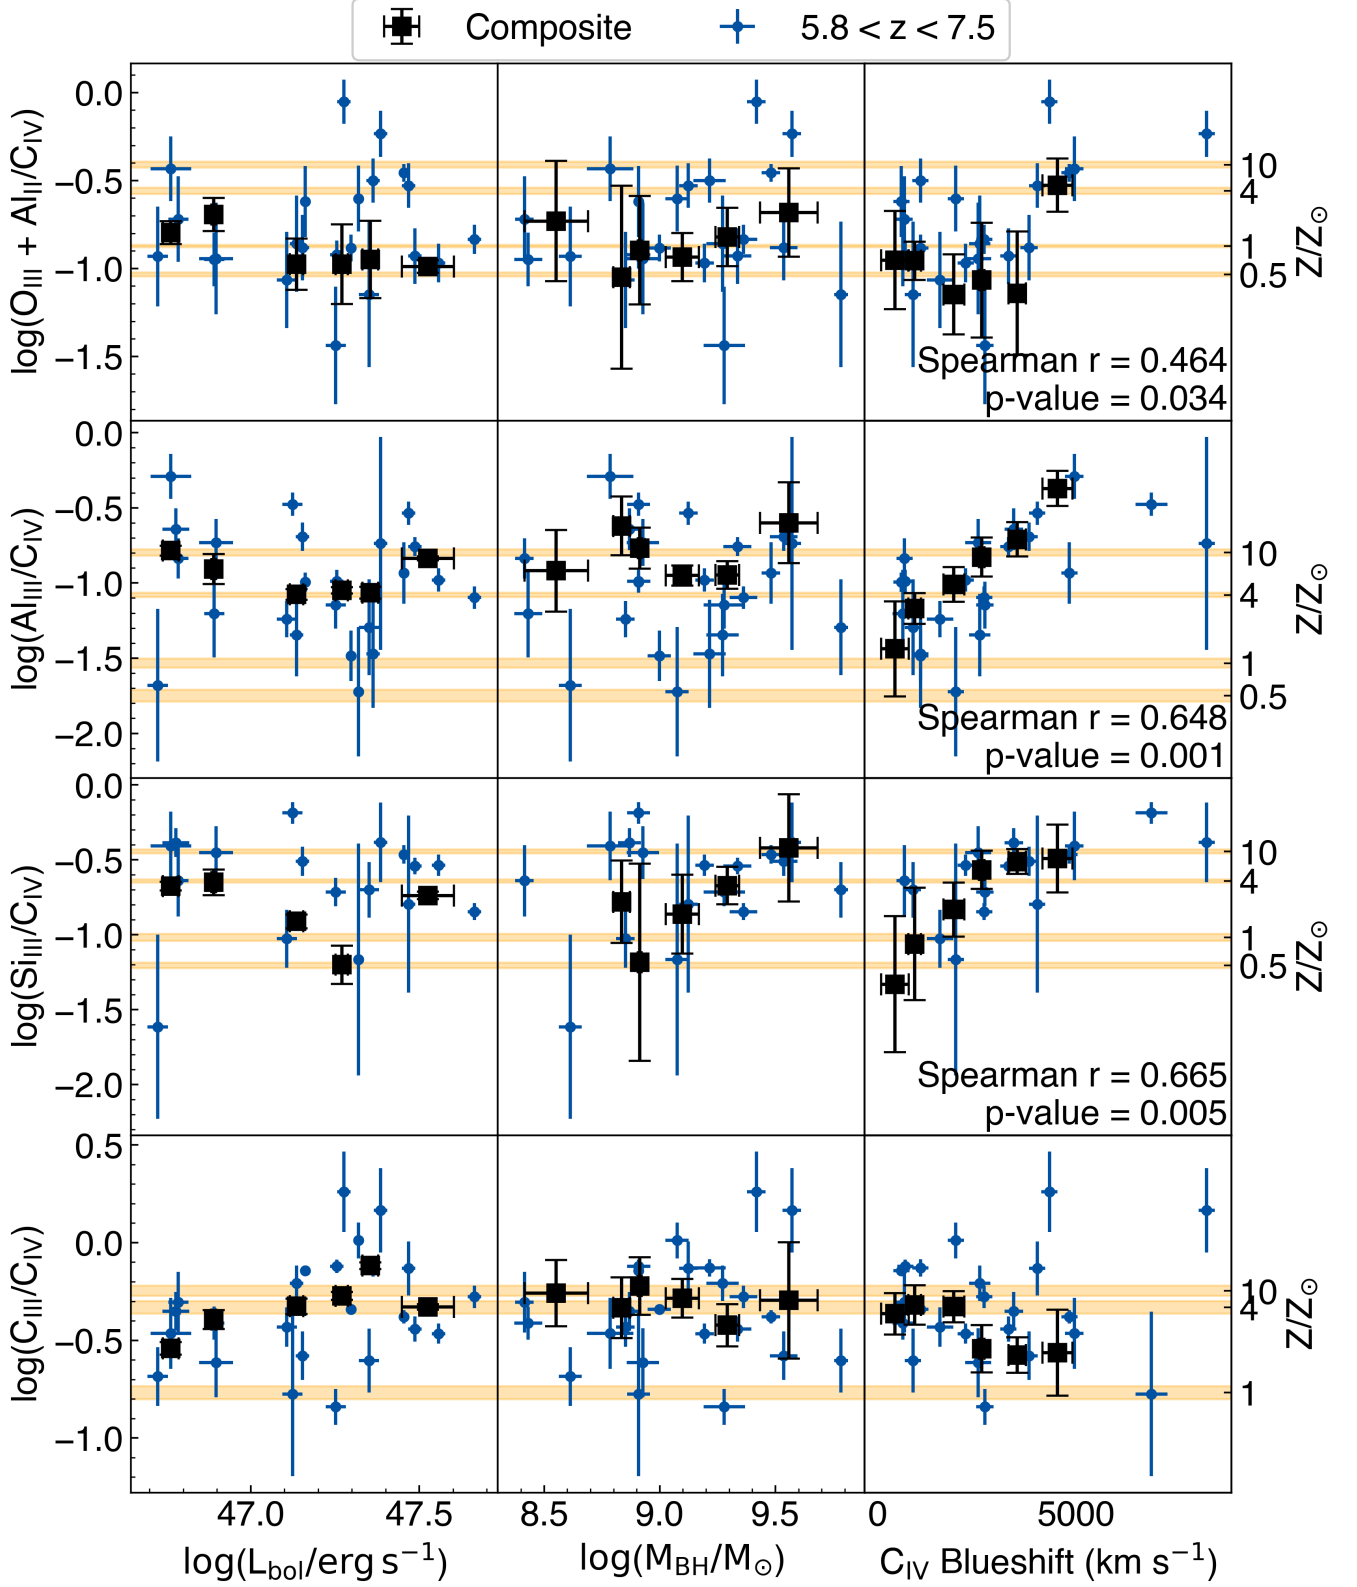 Composite 5.8 < z < 7.5
log(O_III + Al_II/C_IV)
0.0
−0.5
−1.0
−1.5
10
4
1
0.5
Z/Z⊙
Spearman r = 0.464
p-value = 0.034
log(Al_III/C_IV)
0.0
−0.5
−1.0
−1.5
−2.0
10
4
1
0.5
Z/Z⊙
Spearman r = 0.648
p-value = 0.001
log(Si_III/C_IV)
0.0
−0.5
−1.0
−1.5
−2.0
10
4
1
0.5
Z/Z⊙
Spearman r = 0.665
p-value = 0.005
log(C_III/C_IV)
0.5
0.0
−0.5
−1.0
10
4
1
Z/Z⊙
47.0 47.5 8.5 9.0 9.5 0 5000
log(L_bol/erg s⁻¹) log(M_BH/M⊙) C_IV Blueshift (km s⁻¹)